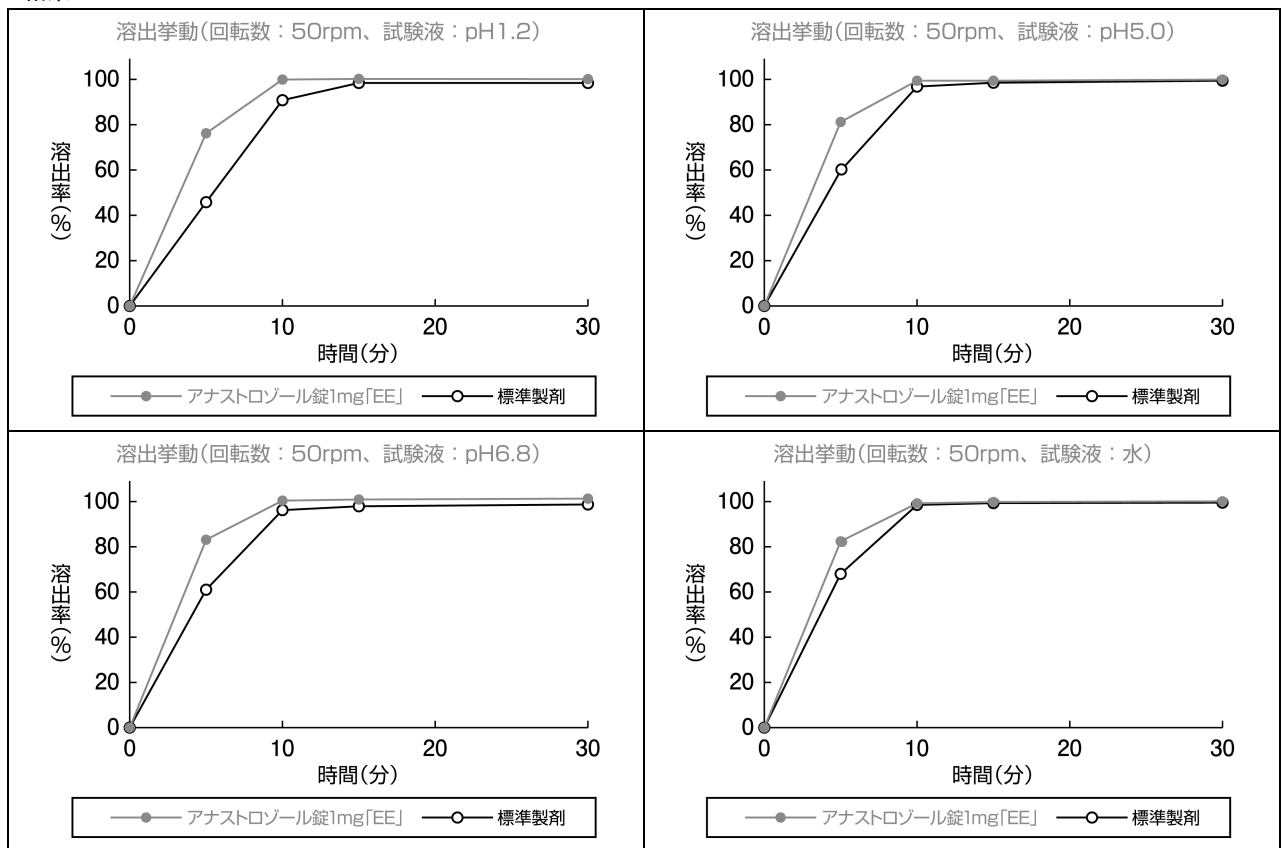 溶出挙動(回転数：50rpm、試験液：pH1.2)
100
80
60
40
20
0
溶出率(%)
0 10 20 30
時間(分)
アナストロゾール錠1mg「EE」 標準製剤
溶出挙動(回転数：50rpm、試験液：pH5.0)
100
80
60
40
20
0
溶出率(%)
0 10 20 30
時間(分)
アナストロゾール錠1mg「EE」 標準製剤
溶出挙動(回転数：50rpm、試験液：pH6.8)
100
80
60
40
20
0
溶出率(%)
0 10 20 30
時間(分)
アナストロゾール錠1mg「EE」 標準製剤
溶出挙動(回転数：50rpm、試験液：水)
100
80
60
40
20
0
溶出率(%)
0 10 20 30
時間(分)
アナストロゾール錠1mg「EE」 標準製剤